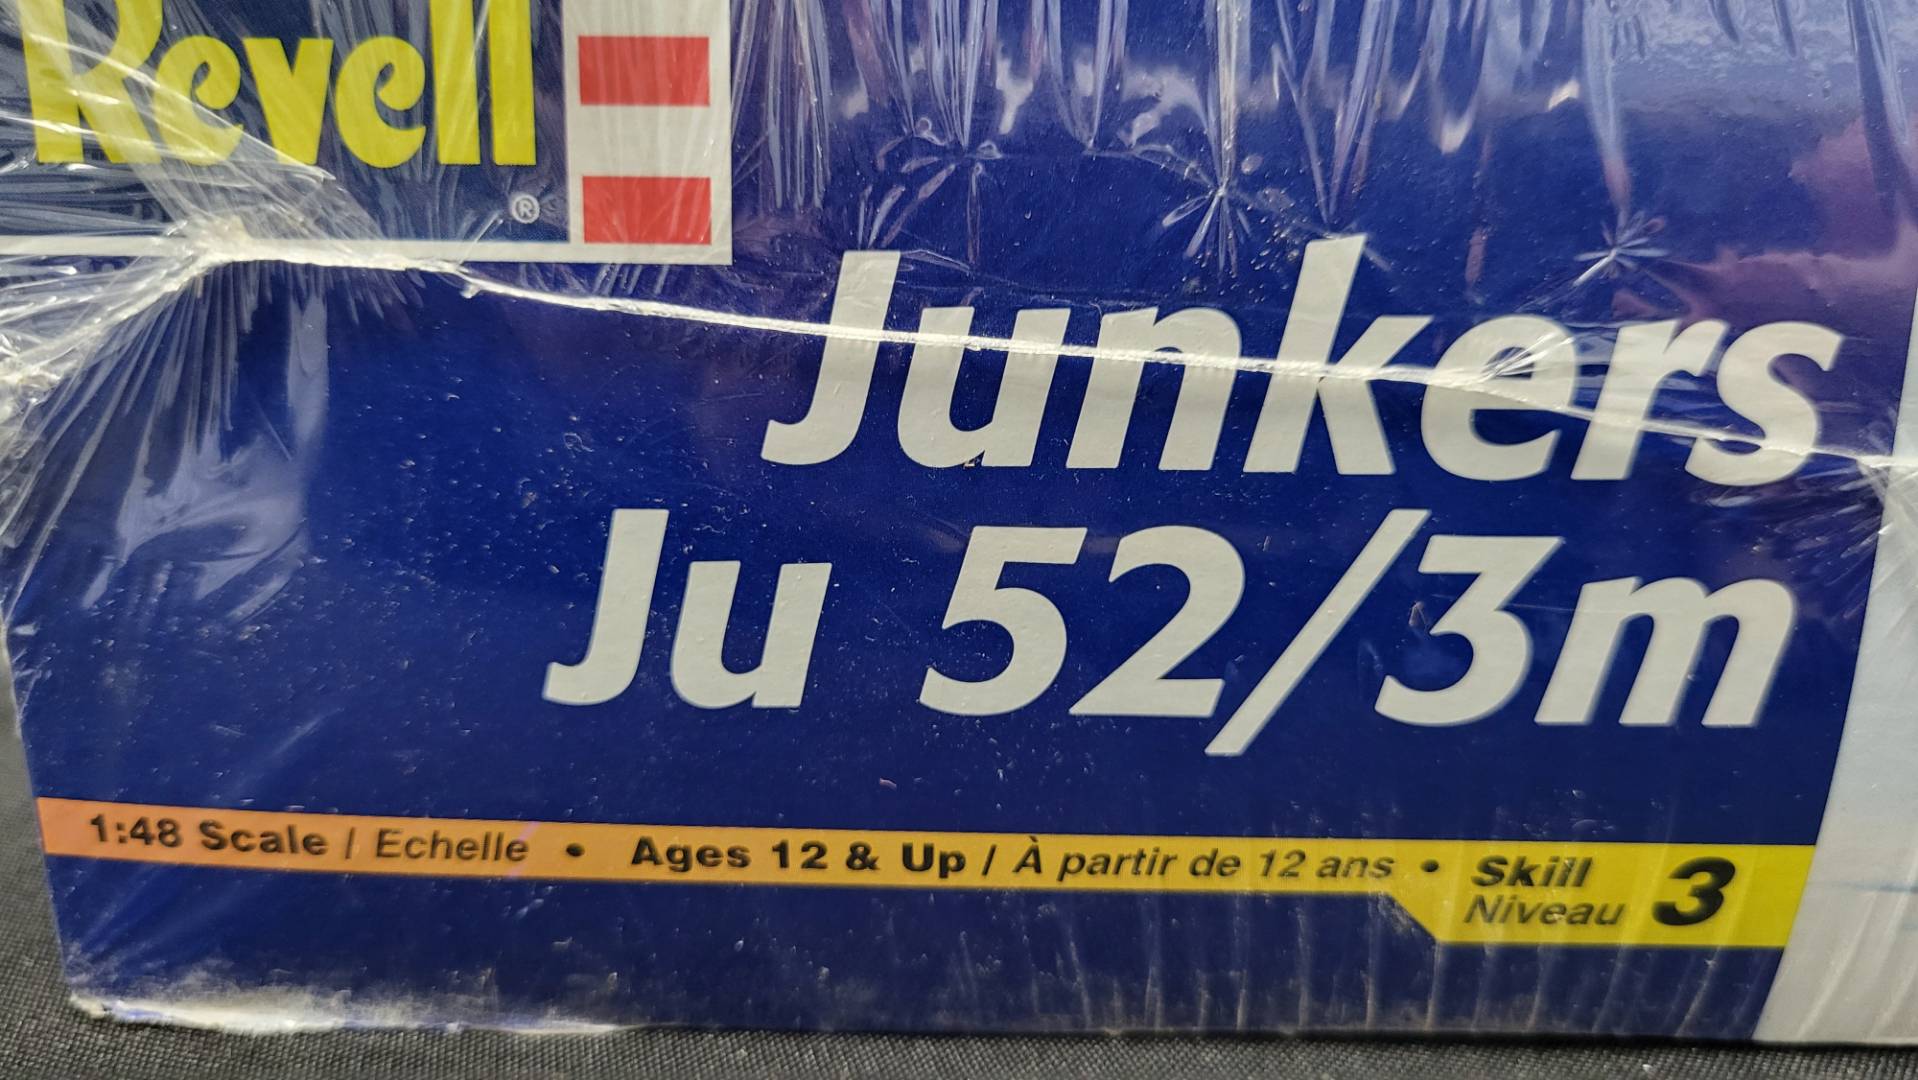 Revell®
Junkers
Ju 52/3m
1:48 Scale / Echelle • Ages 12 & Up / À partir de 12 ans • Skill 3
Niveau